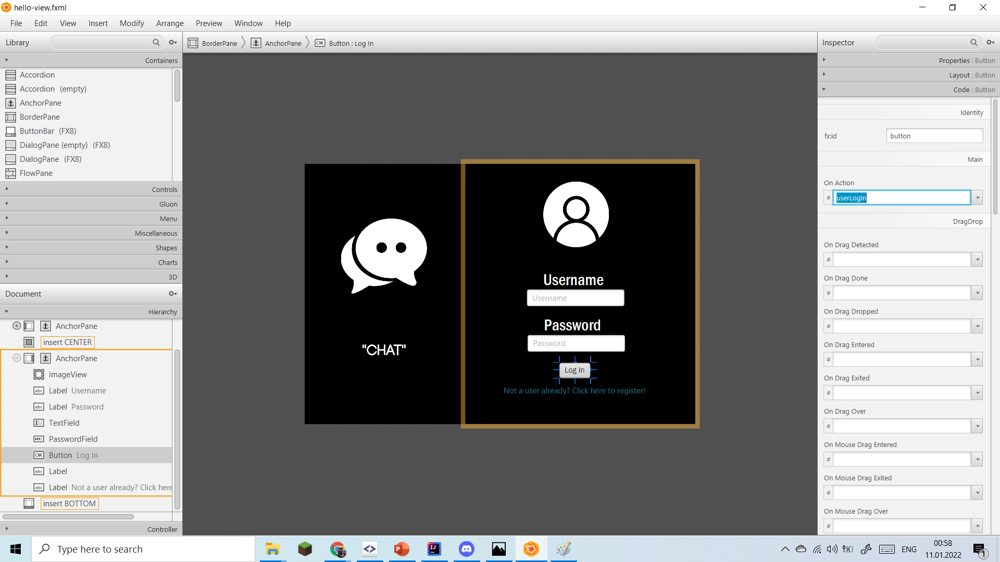 hello-view.fxml
File Edit View Insert Modify Arrange Preview Window Help
Library
Containers
Accordion
Accordion (empty)
AnchorPane
BorderPane
ButtonBar (FX8)
DialogPane (empty) (FX8)
DialogPane (FX8)
FlowPane
Controls
Gluon
Menu
Miscellaneous
Shapes
Charts
3D
Document
Hierarchy
AnchorPane
insert CENTER
AnchorPane
ImageView
abc Label Username
abc Label Password
TextField
PasswordField
OK Button Log In
abc Label
abc Label Not a user already? Click here
insert BOTTOM
Controller
BorderPane AnchorPane OK Button : Log In
"CHAT"
Username
Username
Password
Password
Log In
Not a user already? Click here to register!
Inspector
Properties : Button
Layout : Button
Code : Button
Identity
fx:id button
Main
On Action
# userLogIn
DragDrop
On Drag Detected
#
On Drag Done
#
On Drag Dropped
#
On Drag Entered
#
On Drag Exited
#
On Drag Over
#
On Mouse Drag Entered
#
On Mouse Drag Exited
#
On Mouse Drag Over
#
Type here to search
P
IJ
ENG
00:58
11.01.2022
1